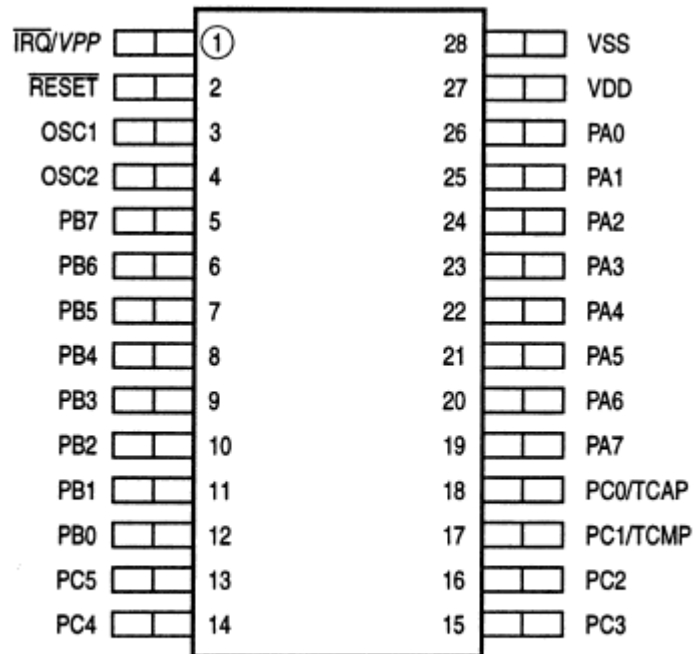 IRQ/VPP 1 28 VSS
RESET 2 27 VDD
OSC1 3 26 PA0
OSC2 4 25 PA1
PB7 5 24 PA2
PB6 6 23 PA3
PB5 7 22 PA4
PB4 8 21 PA5
PB3 9 20 PA6
PB2 10 19 PA7
PB1 11 18 PC0/TCAP
PB0 12 17 PC1/TCMP
PC5 13 16 PC2
PC4 14 15 PC3